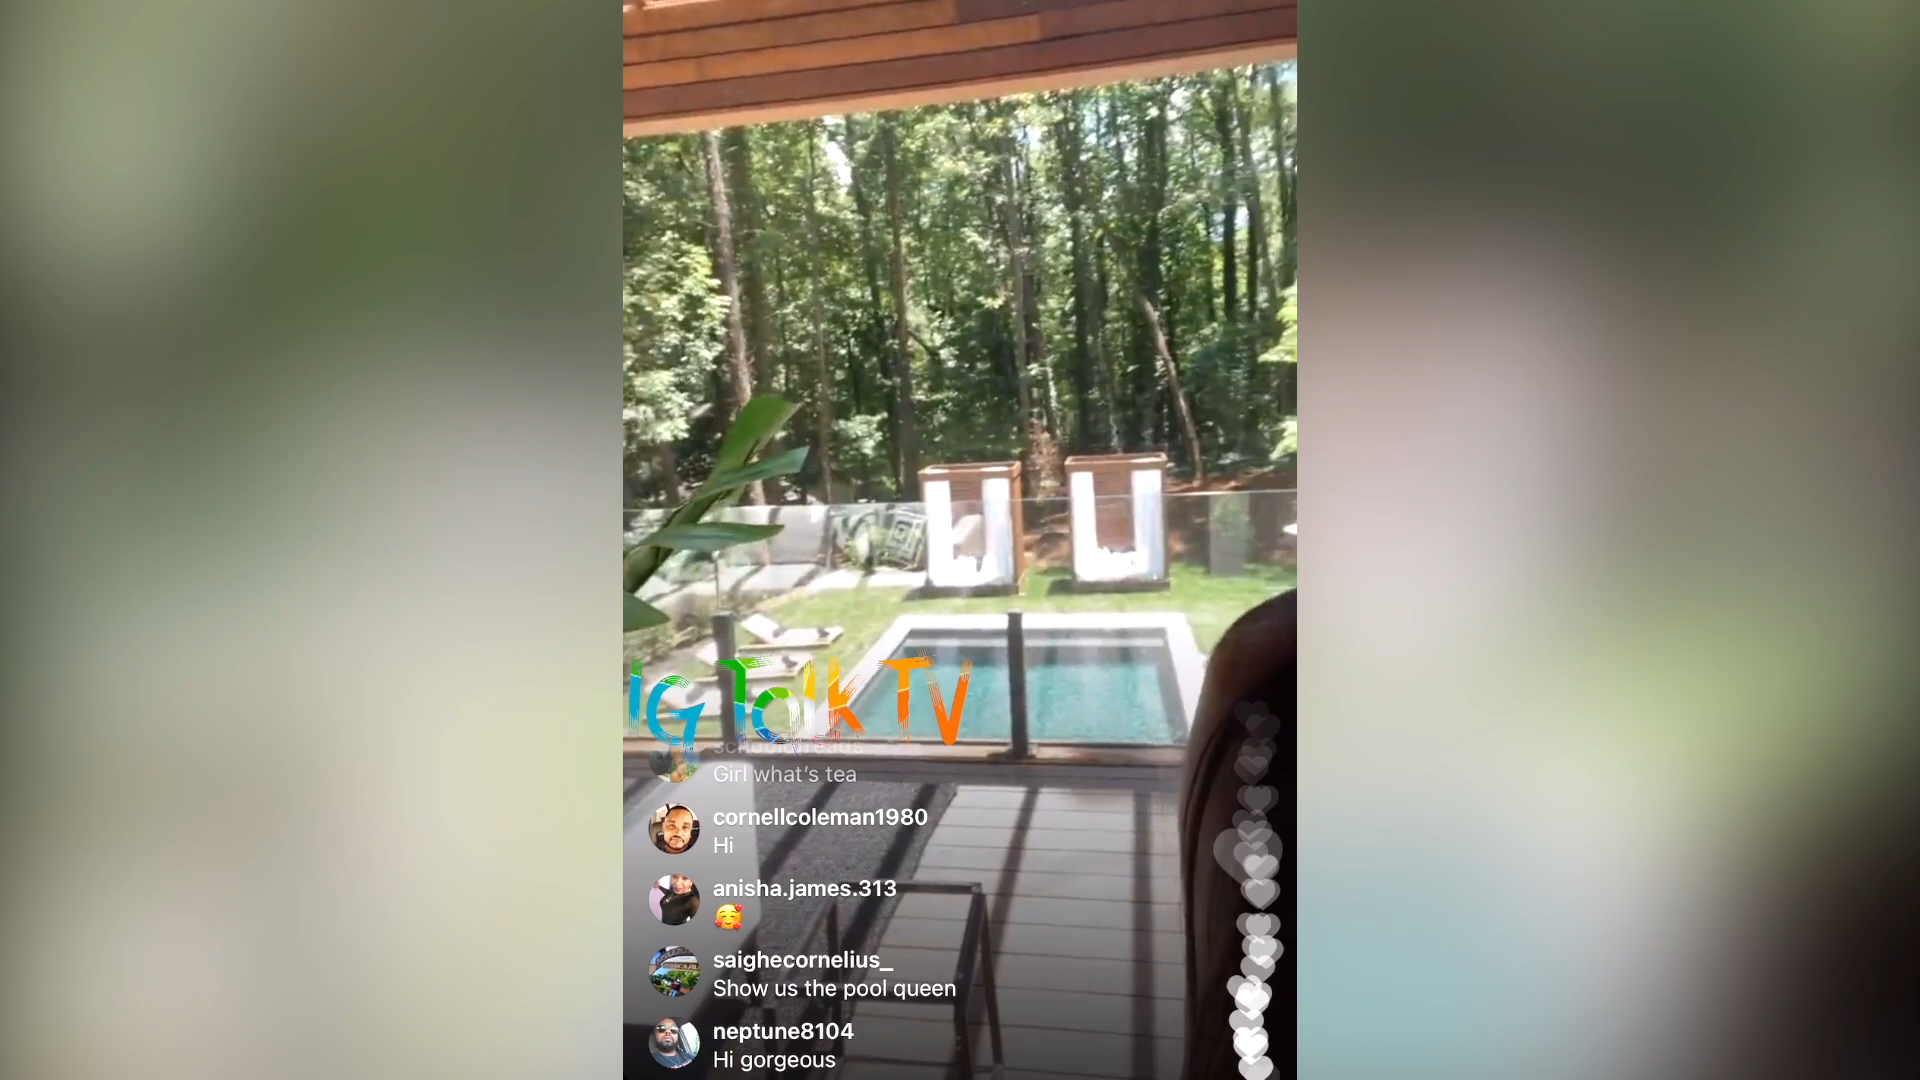 IG Talk TV
schooldreads
Girl what's tea
cornellcoleman1980
Hi
anisha.james.313
🥰
saighecornelius_
Show us the pool queen
neptune8104
Hi gorgeous